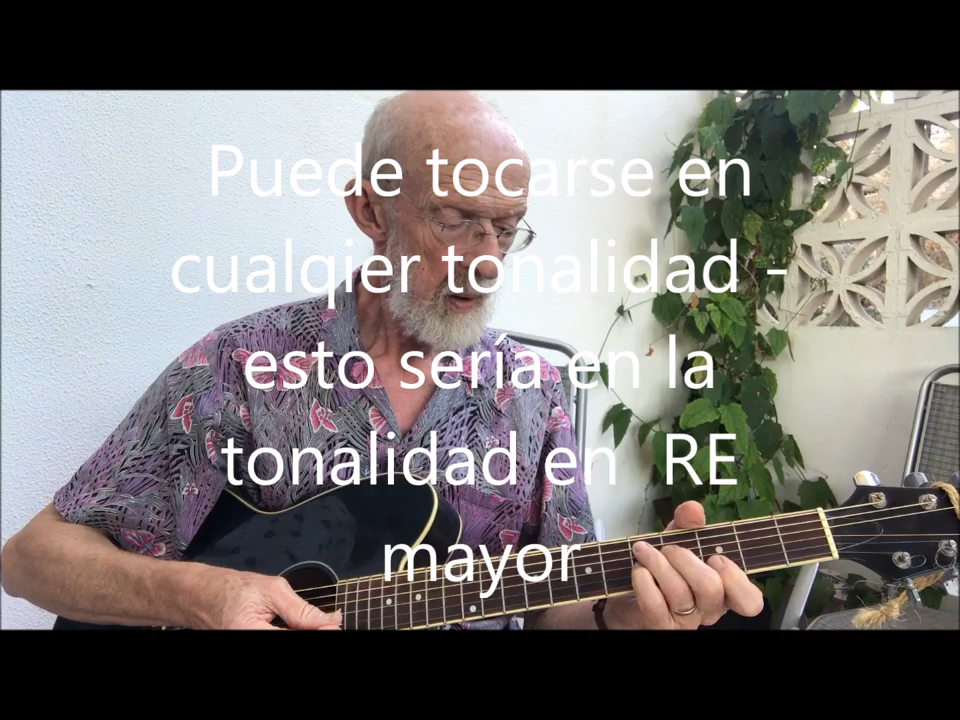 Puede tocarse en
cualqier tonalidad -
esto sería en la
tonalidad en  RE
mayor